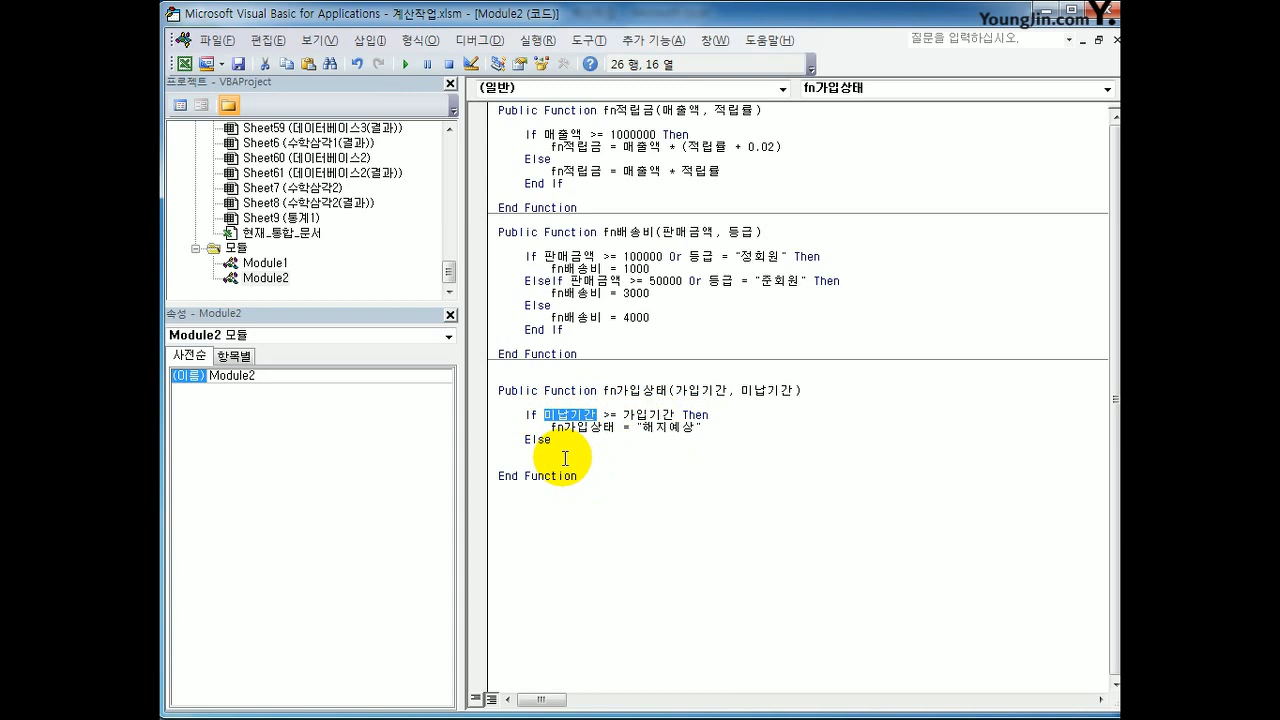 Microsoft Visual Basic for Applications - 계산작업.xlsm - [Module2 (코드)]
YoungJin.com Y.
파일(F) 편집(E) 보기(V) 삽입(I) 형식(O) 디버그(D) 실행(R) 도구(T) 추가 기능(A) 창(W) 도움말(H)
질문을 입력하십시오.
26 행, 16 열
프로젝트 - VBAProject
Sheet59 (데이터베이스3(결과))
Sheet6 (수학삼각1(결과))
Sheet60 (데이터베이스2)
Sheet61 (데이터베이스2(결과))
Sheet7 (수학삼각2)
Sheet8 (수학삼각2(결과))
Sheet9 (통계1)
현재_통합_문서
모듈
Module1
Module2
속성 - Module2
Module2 모듈
사전순 항목별
(이름) Module2
(일반) fn가입상태
Public Function fn적립금(매출액, 적립률)
If 매출액 >= 1000000 Then
fn적립금 = 매출액 * (적립률 + 0.02)
Else
fn적립금 = 매출액 * 적립률
End If
End Function
Public Function fn배송비(판매금액, 등급)
If 판매금액 >= 100000 Or 등급 = "정회원" Then
fn배송비 = 1000
ElseIf 판매금액 >= 50000 Or 등급 = "준회원" Then
fn배송비 = 3000
Else
fn배송비 = 4000
End If
End Function
Public Function fn가입상태(가입기간, 미납기간)
If 미납기간 >= 가입기간 Then
fn가입상태 = "해지예상"
Else
End Function